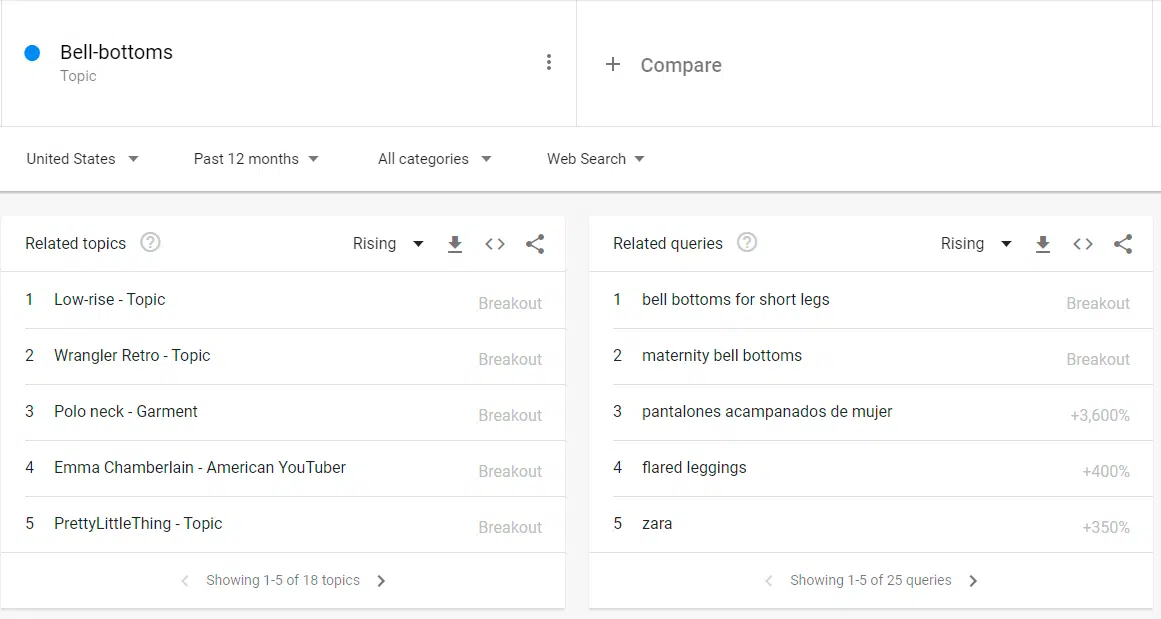 Bell-bottoms
Topic
+ Compare
United States
Past 12 months
All categories
Web Search
Related topics ?
Rising
1 Low-rise - Topic Breakout
2 Wrangler Retro - Topic Breakout
3 Polo neck - Garment Breakout
4 Emma Chamberlain - American YouTuber Breakout
5 PrettyLittleThing - Topic Breakout
Showing 1-5 of 18 topics
Related queries ?
Rising
1 bell bottoms for short legs Breakout
2 maternity bell bottoms Breakout
3 pantalones acampanados de mujer +3,600%
4 flared leggings +400%
5 zara +350%
Showing 1-5 of 25 queries